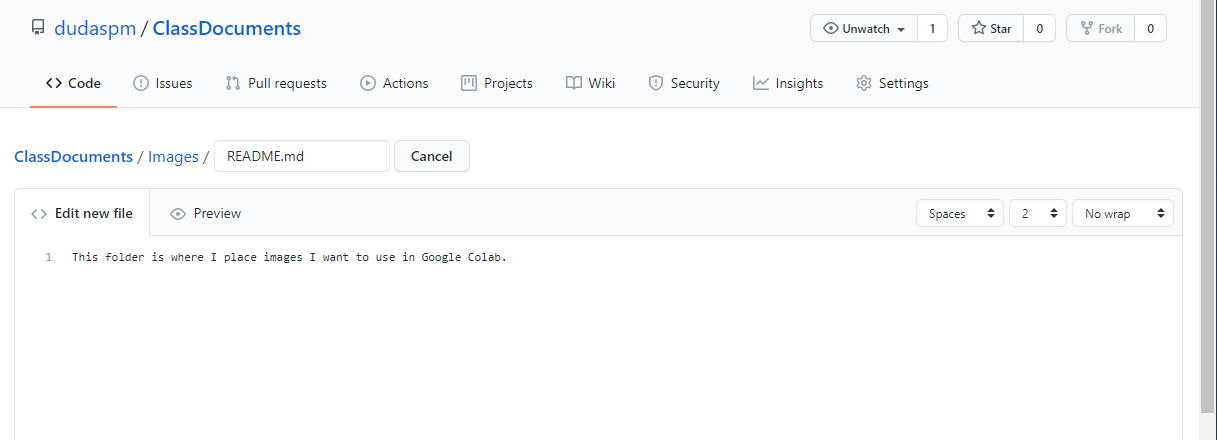 dudaspm / ClassDocuments
Unwatch 1 Star 0 Fork 0
Code Issues Pull requests Actions Projects Wiki Security Insights Settings
ClassDocuments / Images / README.md Cancel
Edit new file Preview Spaces 2 No wrap
1 This folder is where I place images I want to use in Google Colab.